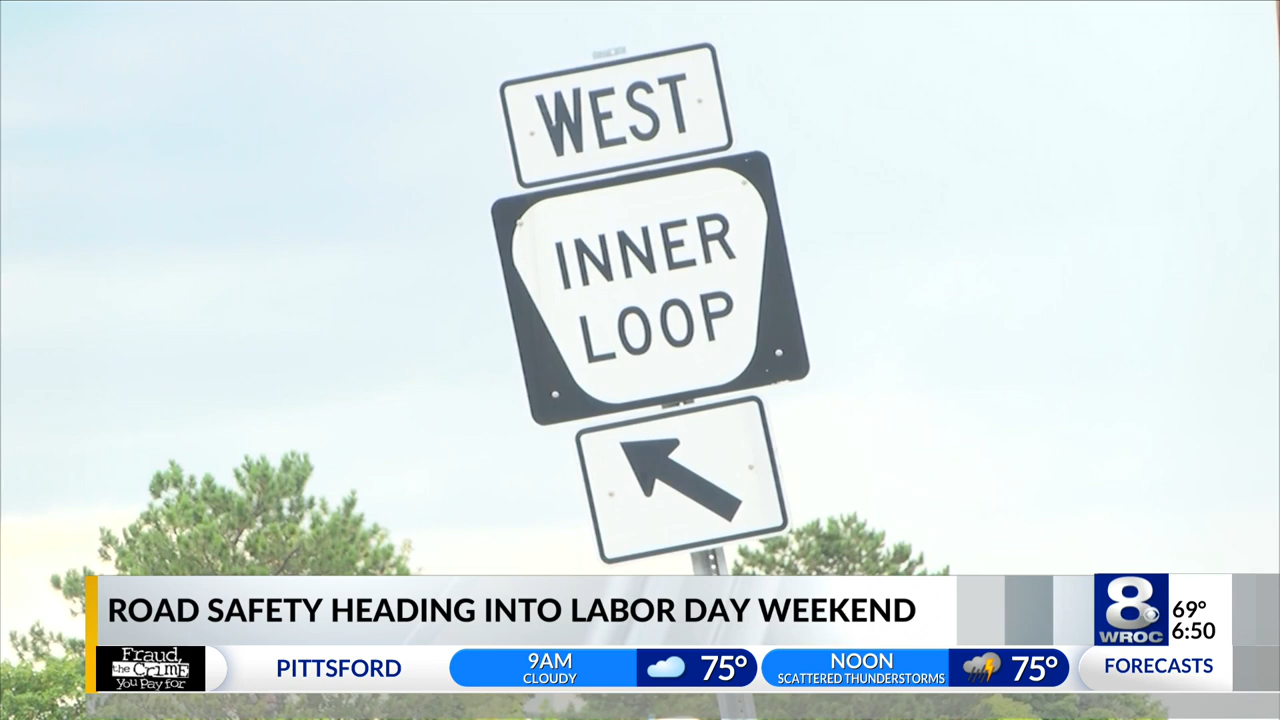 WEST
INNER
LOOP
ROAD SAFETY HEADING INTO LABOR DAY WEEKEND
8
WROC
69°
6:50
Fraud,
the CriMe
You Pay for
PITTSFORD
9AM
CLOUDY
75°
NOON
SCATTERED THUNDERSTORMS
75°
FORECASTS